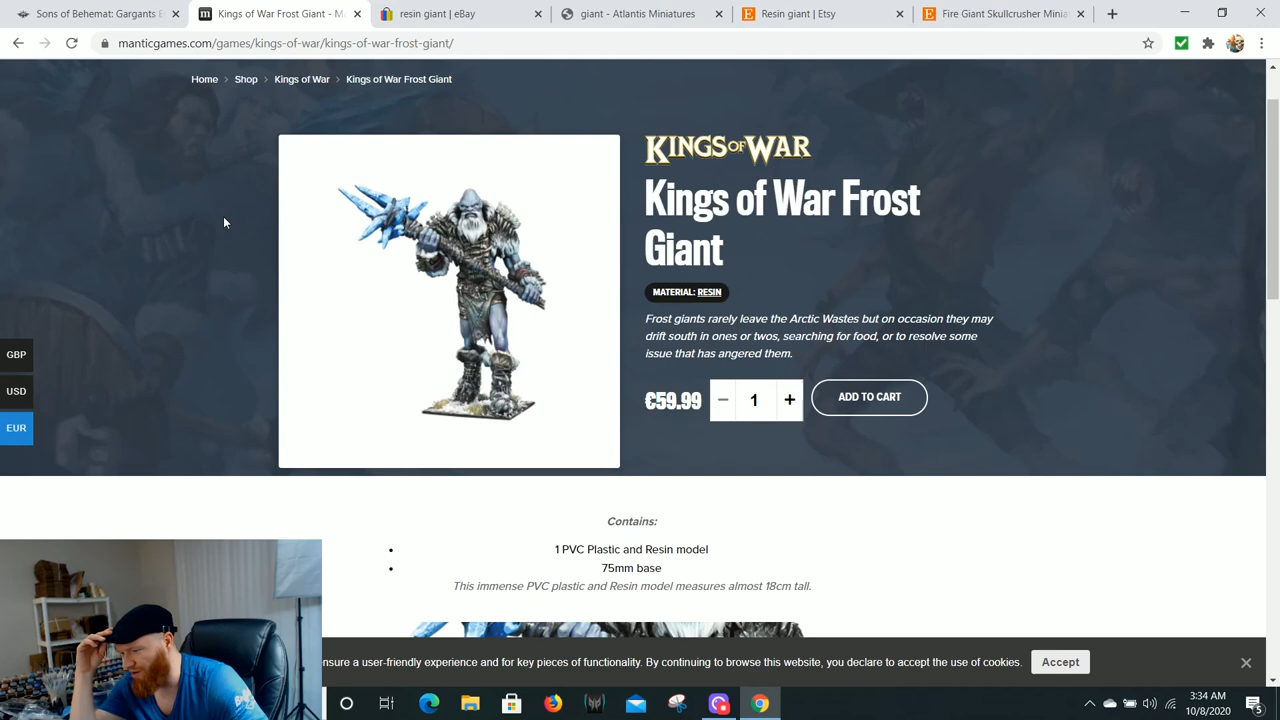 Sons of Behemat: Gargants E
Kings of War Frost Giant - M
resin giant | eBay
giant - Atlantis Miniatures
Resin giant | Etsy
Fire Giant Skullcrusher Minia
manticgames.com/games/kings-of-war/kings-of-war-frost-giant/
Home > Shop > Kings of War > Kings of War Frost Giant
KINGS OF WAR
Kings of War Frost
Giant
MATERIAL: RESIN
Frost giants rarely leave the Arctic Wastes but on occasion they may
drift south in ones or twos, searching for food, or to resolve some
issue that has angered them.
€59.99
1
ADD TO CART
GBP
USD
EUR
Contains:
• 1 PVC Plastic and Resin model
• 75mm base
This immense PVC plastic and Resin model measures almost 18cm tall.
nsure a user-friendly experience and for key pieces of functionality. By continuing to browse this website, you declare to accept the use of cookies.
Accept
3:34 AM
10/8/2020
5